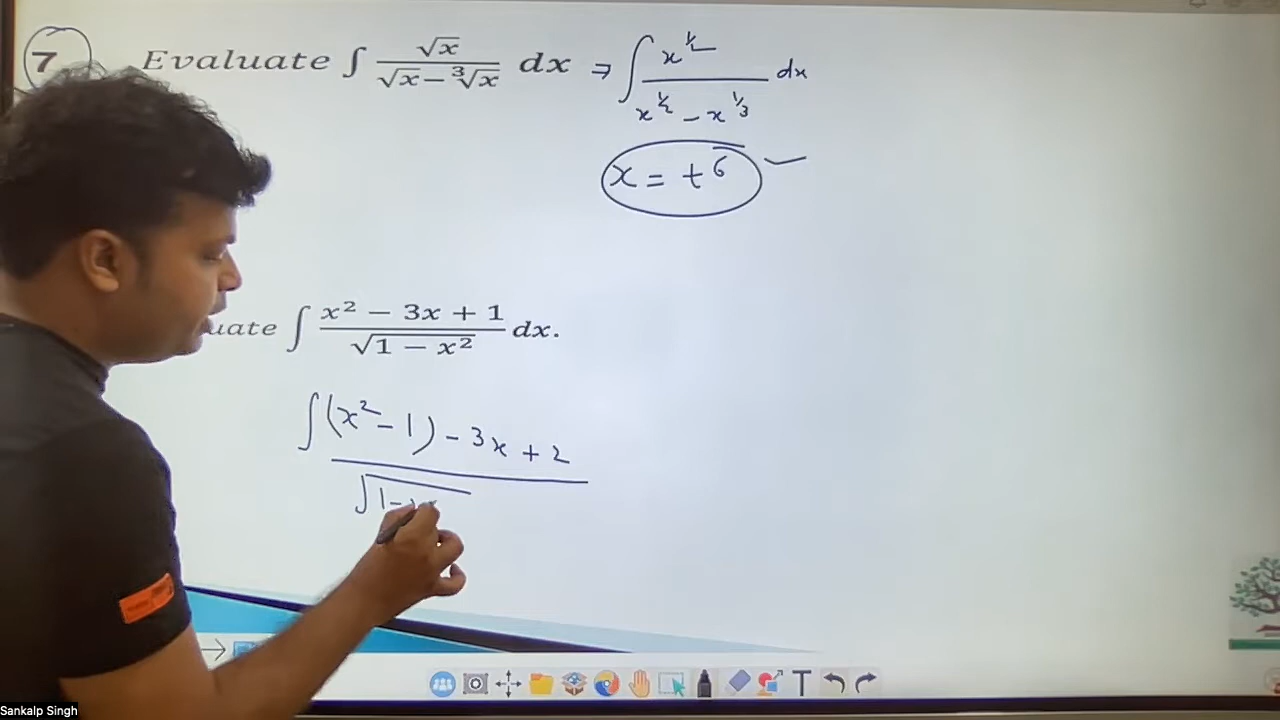 7 Evaluate ∫ √x / (√x − ∛x) dx ⇒ ∫ x^{1/2} / (x^{1/2} − x^{1/3}) dx
x = t^6
uate ∫ (x² − 3x + 1) / √(1 − x²) dx.
∫ (x² − 1) − 3x + 2
√1−
T
Sankalp Singh